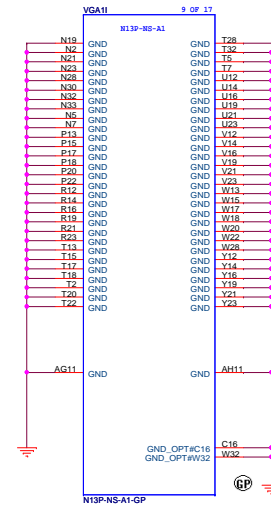 VGA1I 9 OF 17
N13P-NS-A1
N19 GND GND T28
N2 GND GND T32
N21 GND GND T5
N23 GND GND T7
N28 GND GND U12
N30 GND GND U14
N32 GND GND U16
N33 GND GND U19
N5 GND GND U21
N7 GND GND U23
P13 GND GND V12
P15 GND GND V14
P17 GND GND V16
P18 GND GND V19
P20 GND GND V21
P22 GND GND V23
R12 GND GND W13
R14 GND GND W15
R16 GND GND W17
R19 GND GND W18
R21 GND GND W20
R23 GND GND W22
T13 GND GND W28
T15 GND GND Y12
T17 GND GND Y14
T18 GND GND Y16
T2 GND GND Y19
T20 GND GND Y21
T22 GND GND Y23
AG11 GND GND AH11
GND_OPT#C16 C16
GND_OPT#W32 W32
GP
N13P-NS-A1-GP